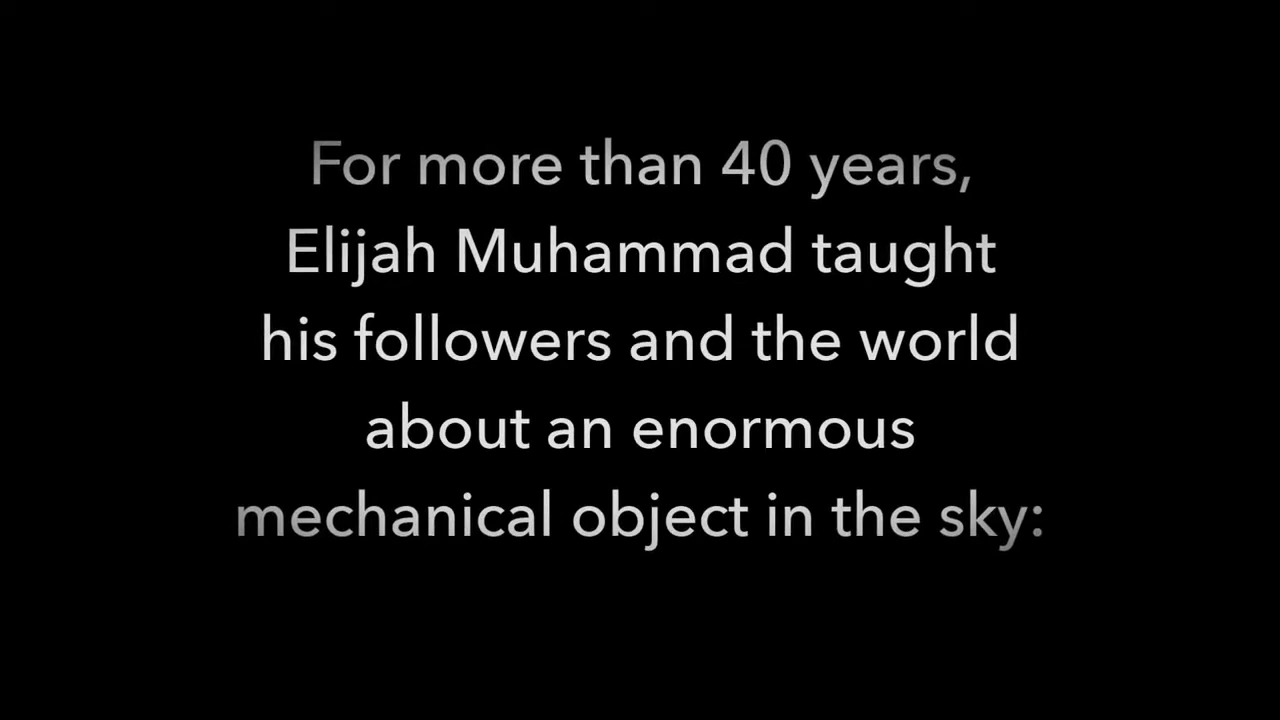 For more than 40 years,
Elijah Muhammad taught
his followers and the world
about an enormous
mechanical object in the sky: